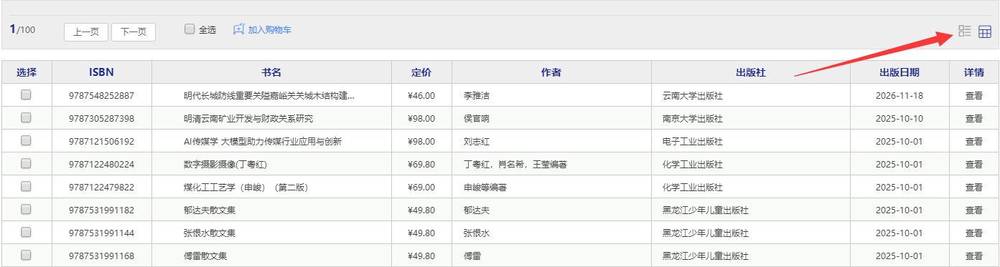 1/100 上一页 下一页 全选 加入购物车
选择 ISBN 书名 定价 作者 出版社 出版日期 详情
9787548252887 明代长城防线重要关隘嘉峪关关城木结构建... ¥46.00 李雅洁 云南大学出版社 2026-11-18 查看
9787305287398 明清云南矿业开发与财政关系研究 ¥98.00 侯官响 南京大学出版社 2025-10-10 查看
9787121506192 AI传媒学 大模型助力传媒行业应用与创新 ¥98.00 刘志红 电子工业出版社 2025-10-01 查看
9787122480224 数字摄影摄像(丁粤红) ¥69.80 丁粤红，肖名希，王莹编著 化学工业出版社 2025-10-01 查看
9787122479822 煤化工工艺学（申峻）（第二版） ¥69.00 申峻等编著 化学工业出版社 2025-10-01 查看
9787531991182 郁达夫散文集 ¥49.80 郁达夫 黑龙江少年儿童出版社 2025-10-01 查看
9787531991144 张恨水散文集 ¥49.80 张恨水 黑龙江少年儿童出版社 2025-10-01 查看
9787531991168 傅雷散文集 ¥49.80 傅雷 黑龙江少年儿童出版社 2025-10-01 查看